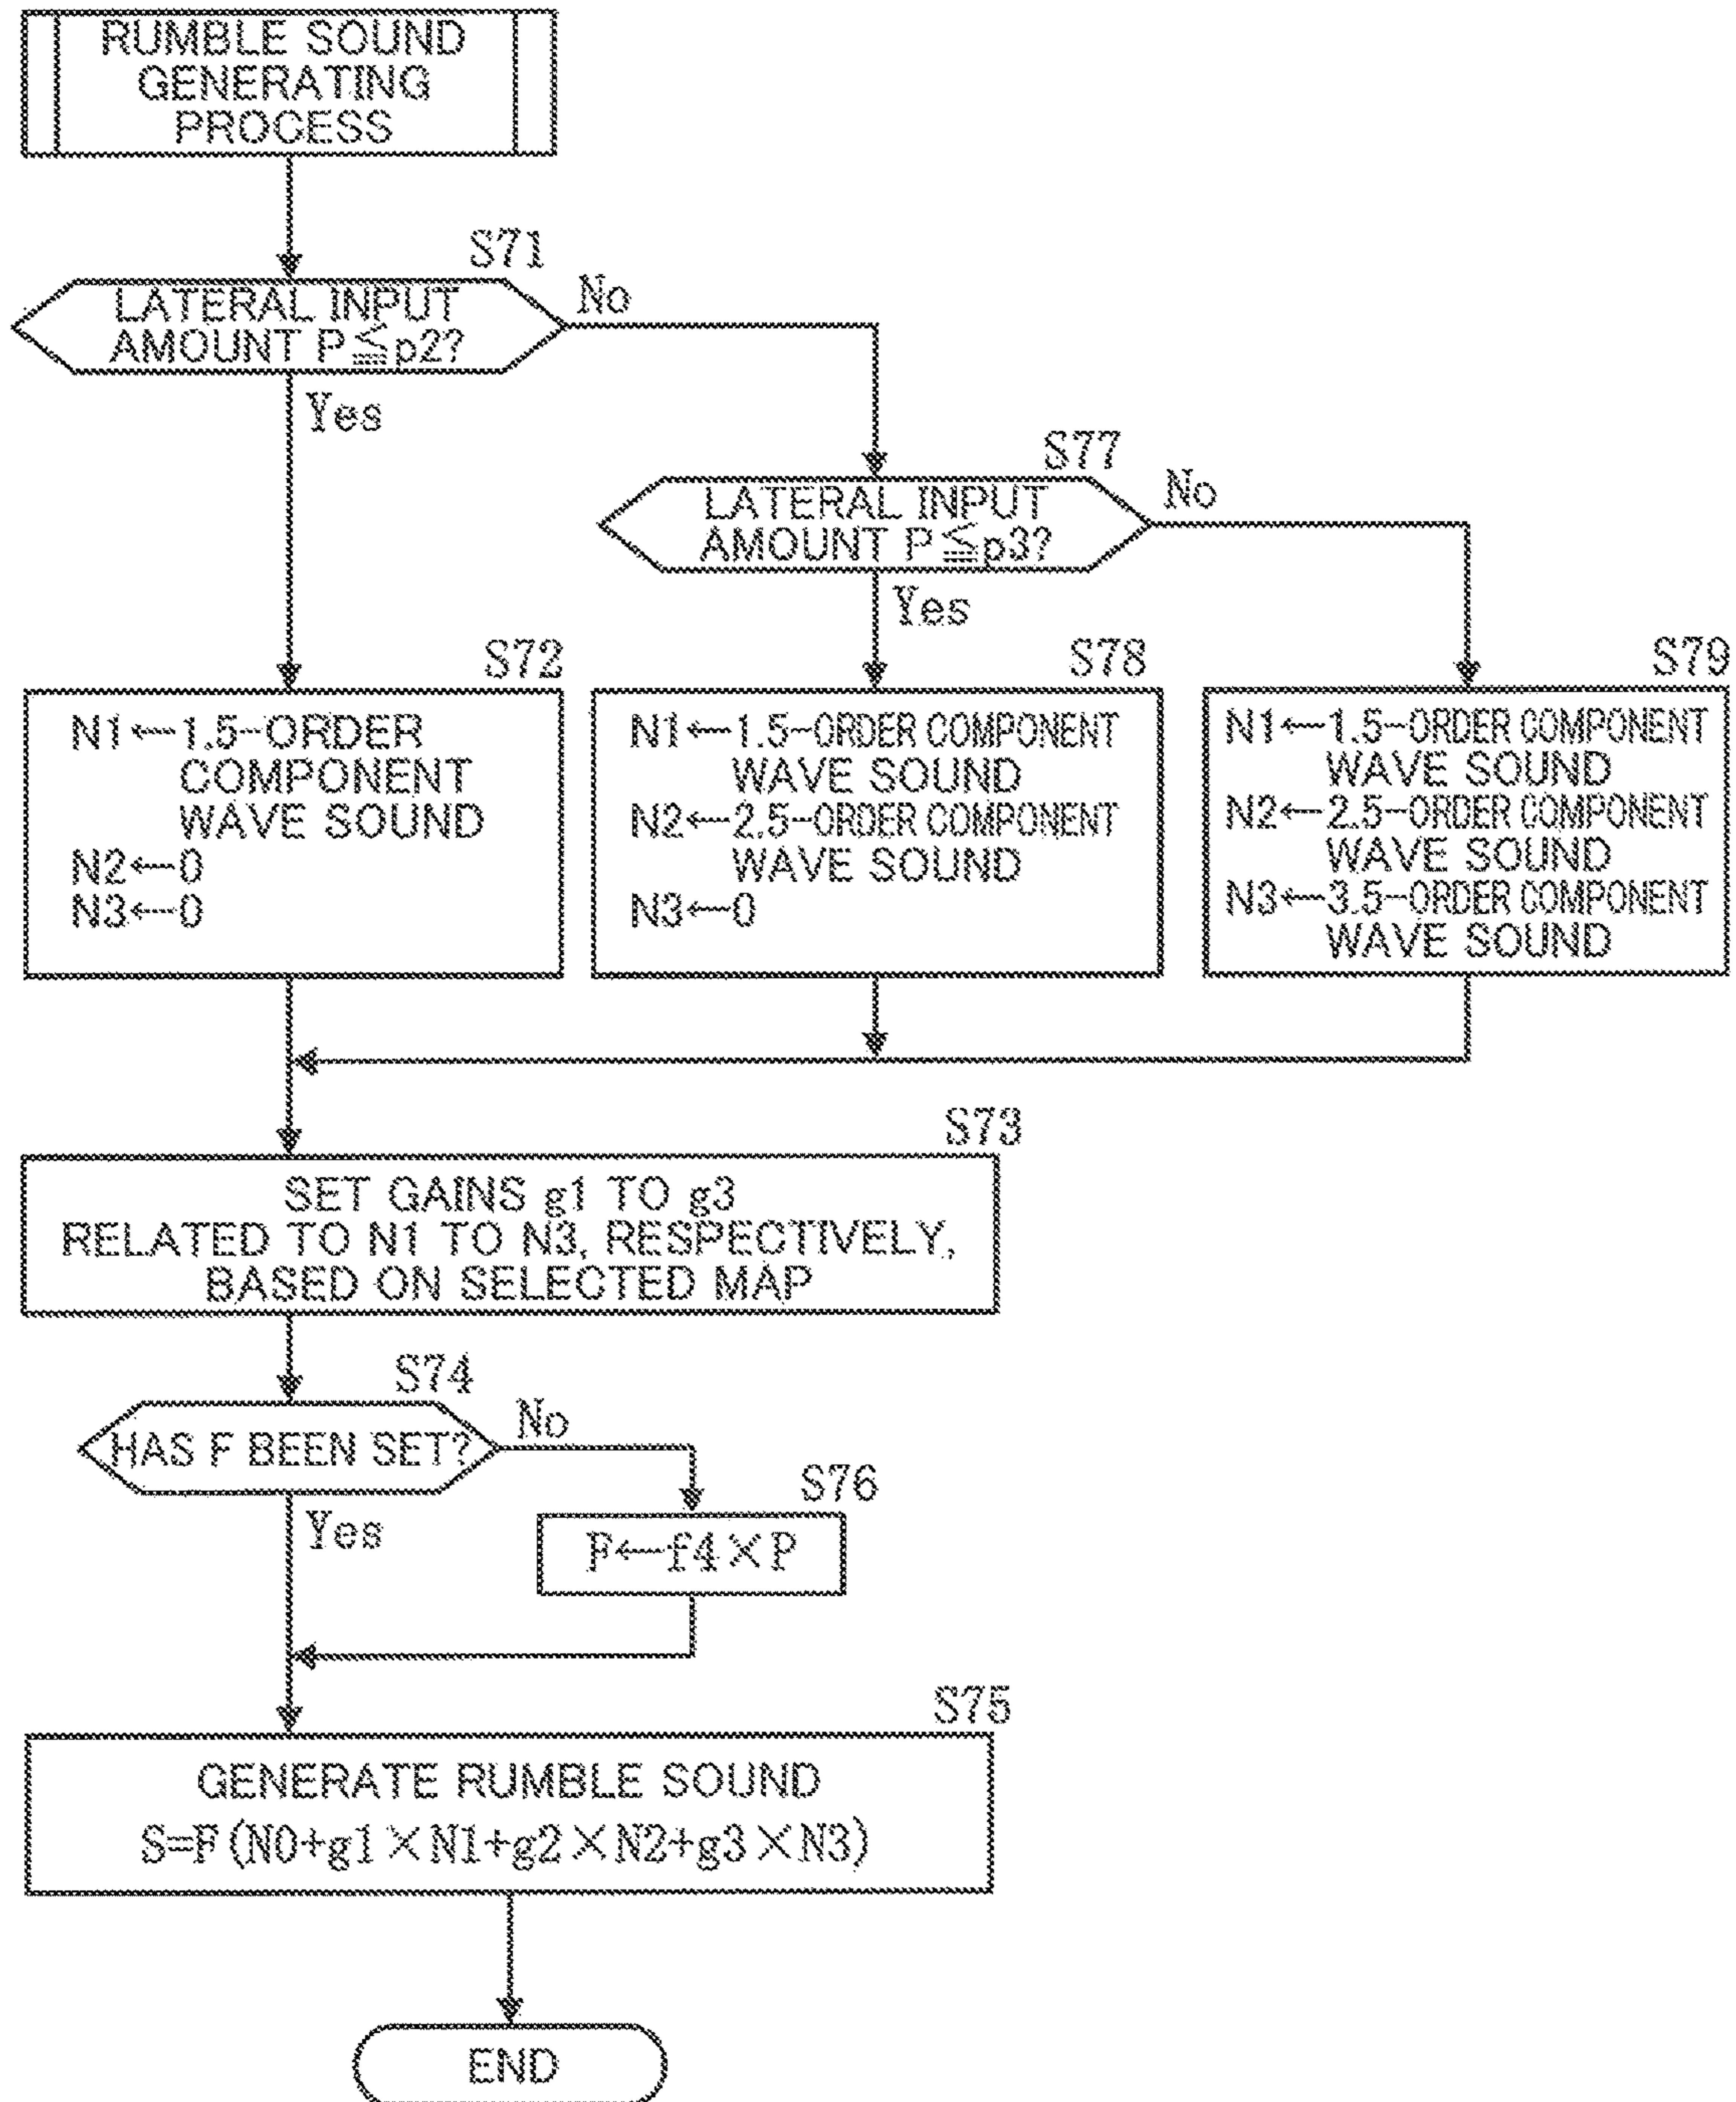 RUMBLE SOUND
GENERATING
PROCESS
S71
LATERAL INPUT
AMOUNT P≦p2?
No
Yes
S77
LATERAL INPUT
AMOUNT P≦p3?
No
Yes
S72
N1←1.5-ORDER
COMPONENT
WAVE SOUND
N2←0
N3←0
S78
N1←1.5-ORDER COMPONENT
WAVE SOUND
N2←2.5-ORDER COMPONENT
WAVE SOUND
N3←0
S79
N1←1.5-ORDER COMPONENT
WAVE SOUND
N2←2.5-ORDER COMPONENT
WAVE SOUND
N3←3.5-ORDER COMPONENT
WAVE SOUND
S73
SET GAINS g1 TO g3
RELATED TO N1 TO N3, RESPECTIVELY,
BASED ON SELECTED MAP
S74
HAS F BEEN SET?
No
Yes
S76
F←f4×P
S75
GENERATE RUMBLE SOUND
S=F(N0+g1×N1+g2×N2+g3×N3)
END